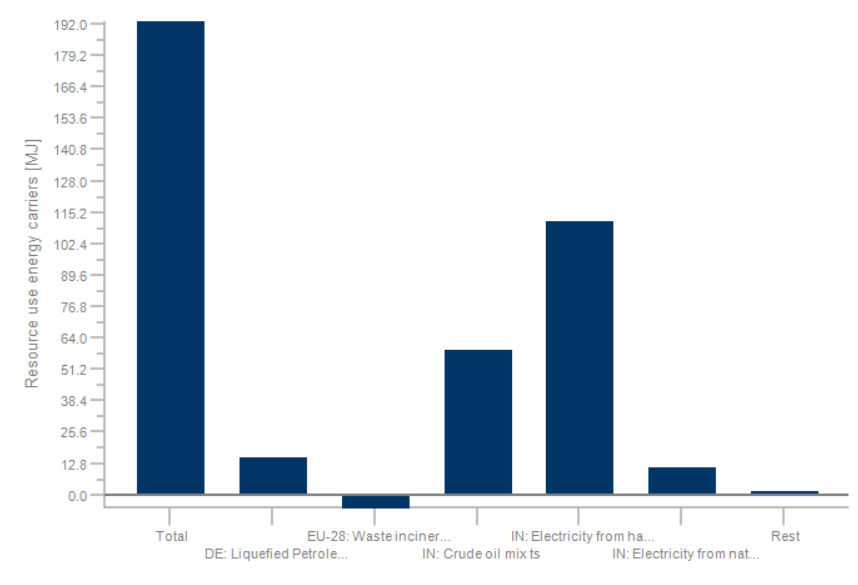 192.0
179.2
166.4
153.6
140.8
128.0
115.2
102.4
89.6
76.8
64.0
51.2
38.4
25.6
12.8
0.0
Resource use energy carriers [MJ]
Total
DE: Liquefied Petrole...
EU-28: Waste inciner...
IN: Crude oil mix ts
IN: Electricity from ha...
IN: Electricity from nat...
Rest